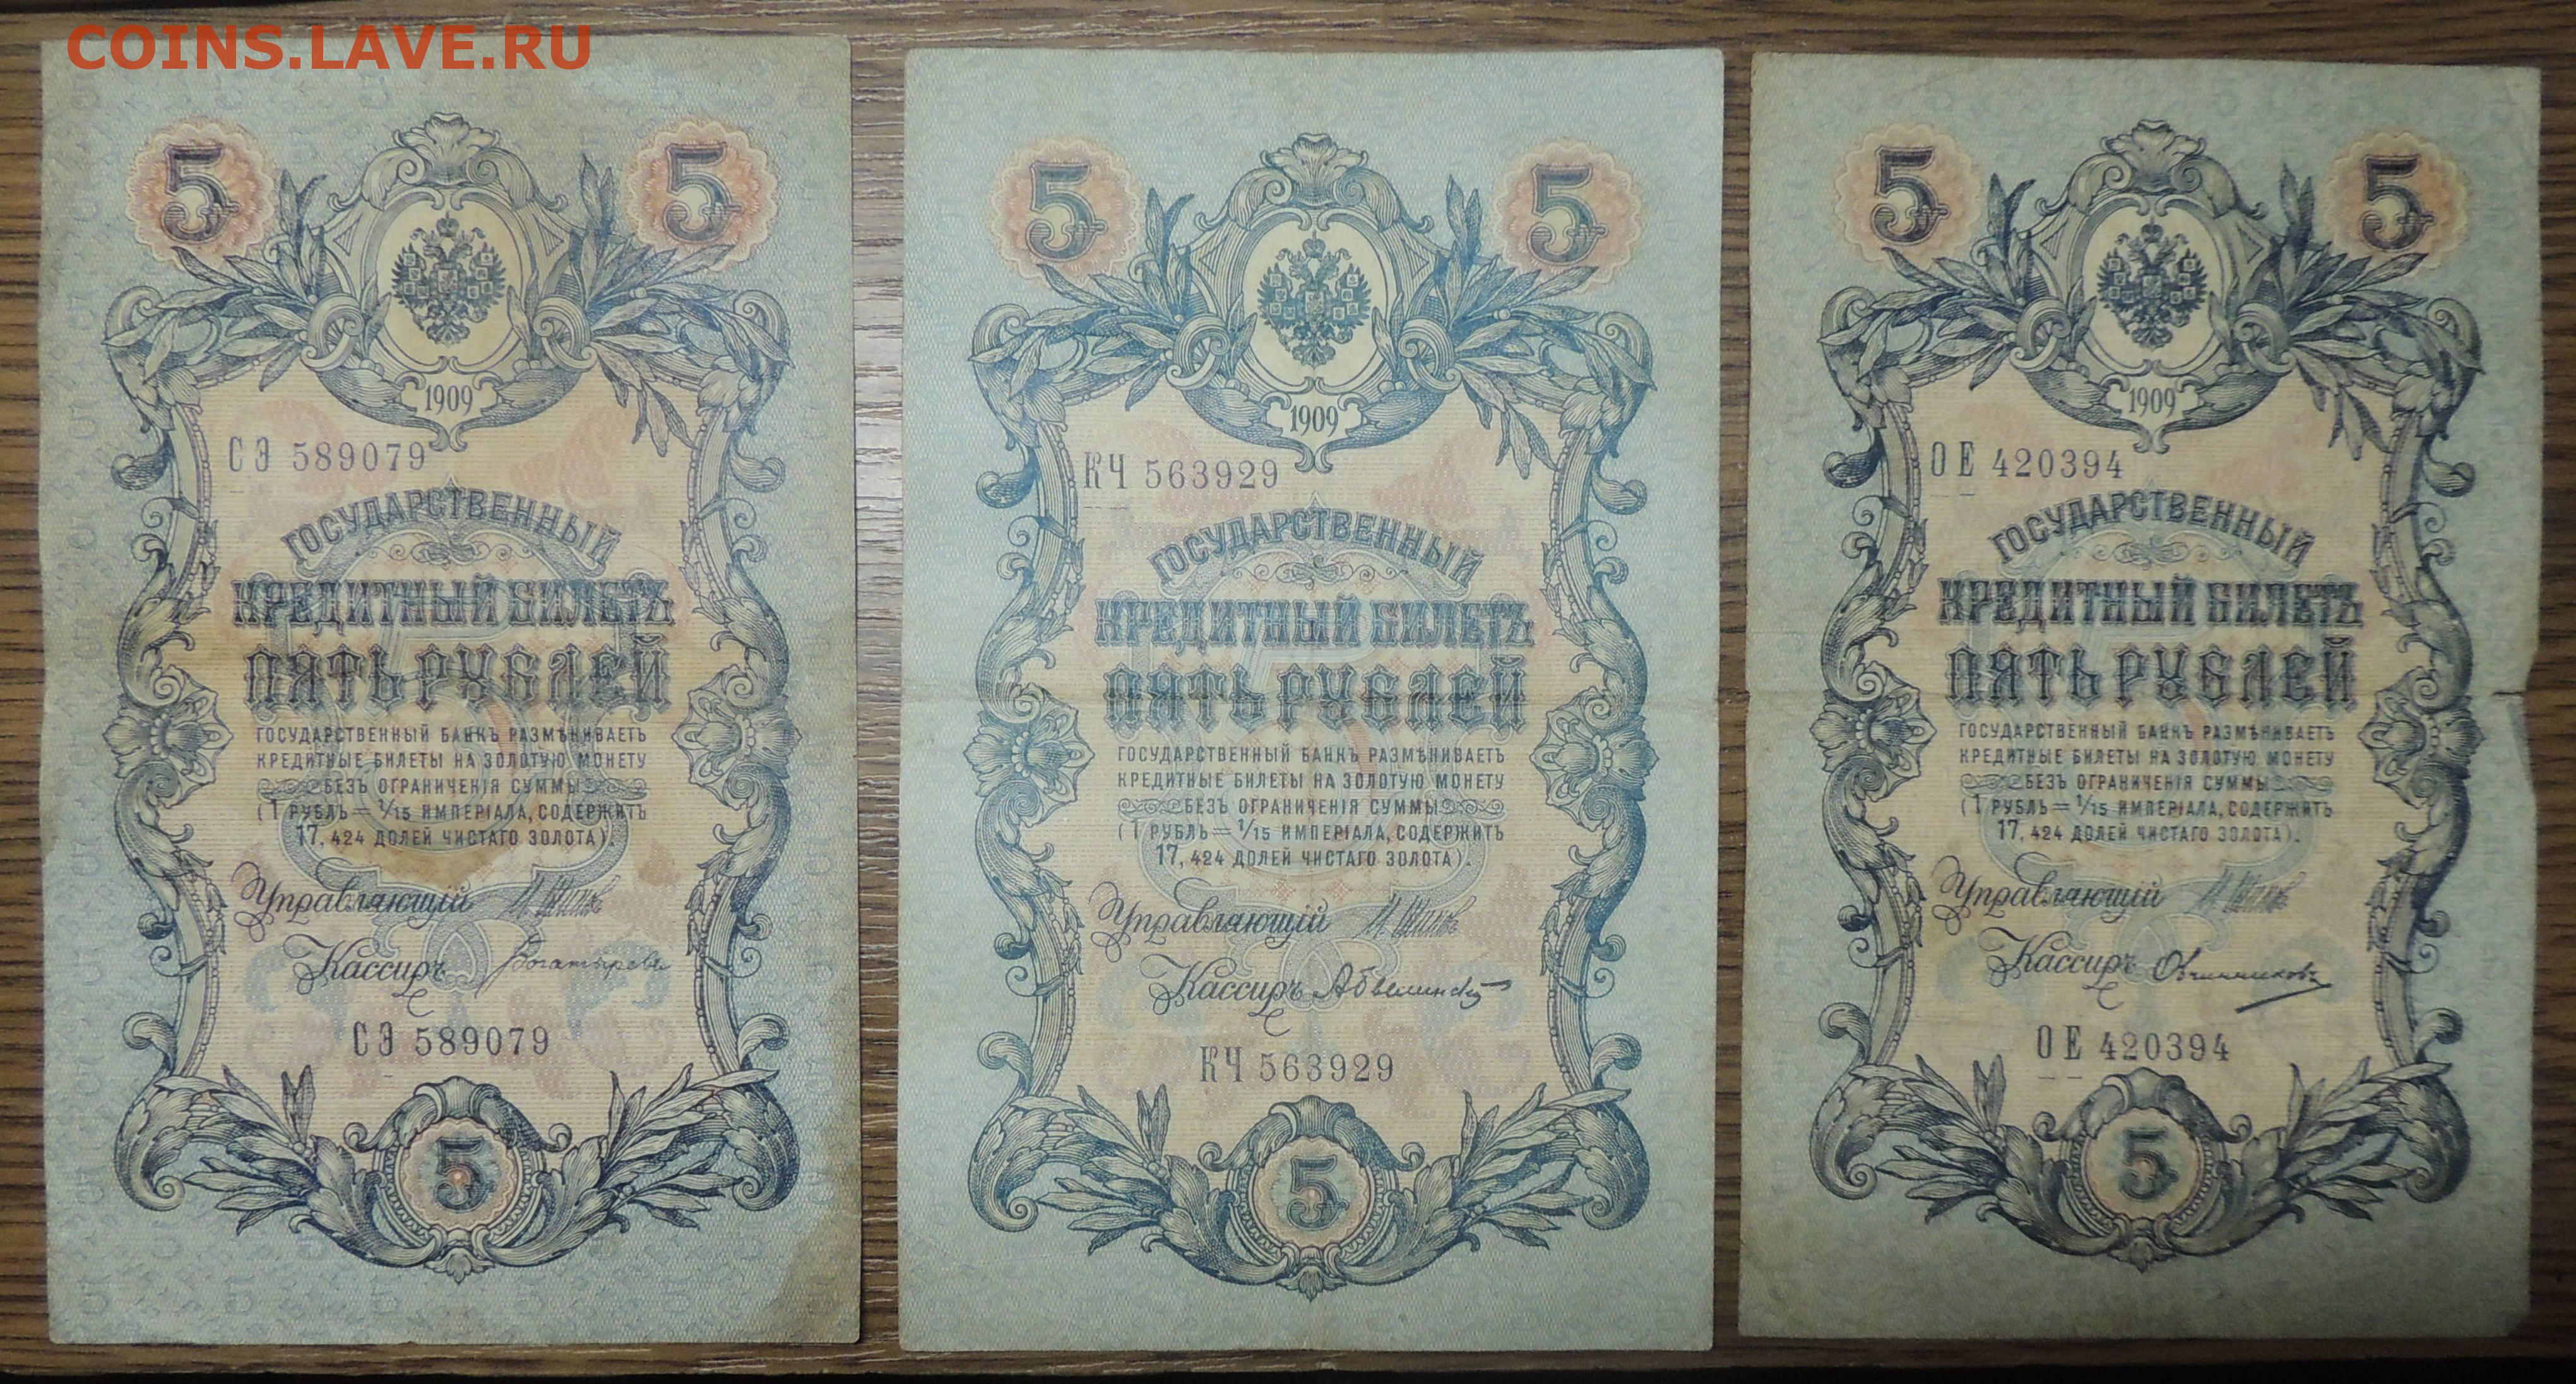 COINS.LAVE.RU
5 5
1909
СЭ 589079
ГОСУДАРСТВЕННЫЙ
КРЕДИТНЫЙ БИЛЕТЪ
ПЯТЬ РУБЛЕЙ
ГОСУДАРСТВЕННЫЙ БАНКЪ РАЗМѢНИВАЕТЪ
КРЕДИТНЫЕ БИЛЕТЫ НА ЗОЛОТУЮ МОНЕТУ
БЕЗЪ ОГРАНИЧЕНІЯ СУММЫ
(1 РУБЛЬ = 1/15 ИМПЕРІАЛА, СОДЕРЖИТЪ
17,424 ДОЛЕЙ ЧИСТАГО ЗОЛОТА).
Управляющій И Шипов
Кассиръ Богатырев
СЭ 589079
5
5 5
1909
КЧ 563929
ГОСУДАРСТВЕННЫЙ
КРЕДИТНЫЙ БИЛЕТЪ
ПЯТЬ РУБЛЕЙ
ГОСУДАРСТВЕННЫЙ БАНКЪ РАЗМѢНИВАЕТЪ
КРЕДИТНЫЕ БИЛЕТЫ НА ЗОЛОТУЮ МОНЕТУ
БЕЗЪ ОГРАНИЧЕНІЯ СУММЫ
(1 РУБЛЬ = 1/15 ИМПЕРІАЛА, СОДЕРЖИТЪ
17,424 ДОЛЕЙ ЧИСТАГО ЗОЛОТА).
Управляющій И Шипов
Кассиръ
КЧ 563929
5
5 5
1909
ОЕ 420394
ГОСУДАРСТВЕННЫЙ
КРЕДИТНЫЙ БИЛЕТЪ
ПЯТЬ РУБЛЕЙ
ГОСУДАРСТВЕННЫЙ БАНКЪ РАЗМѢНИВАЕТЪ
КРЕДИТНЫЕ БИЛЕТЫ НА ЗОЛОТУЮ МОНЕТУ
БЕЗЪ ОГРАНИЧЕНІЯ СУММЫ
(1 РУБЛЬ = 1/15 ИМПЕРІАЛА, СОДЕРЖИТЪ
17,424 ДОЛЕЙ ЧИСТАГО ЗОЛОТА).
Управляющій И Шипов
Кассиръ Овчинниковъ
ОЕ 420394
5